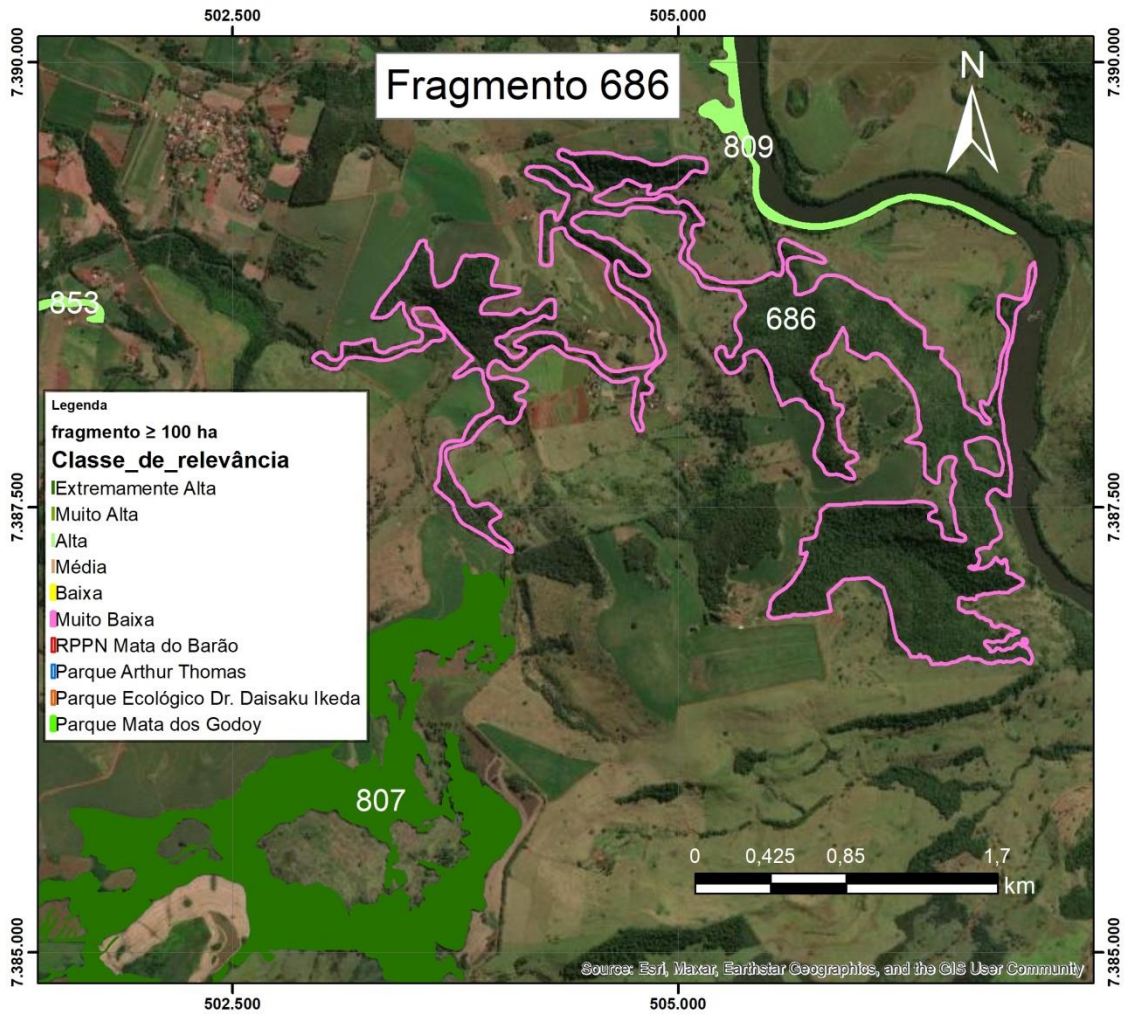 502.500
505.000
7.390.000
7.390.000
Fragmento 686
N
809
853
686
Legenda
fragmento ≥ 100 ha
Classe_de_relevância
Extremamente Alta
Muito Alta
Alta
Média
Baixa
Muito Baixa
RPPN Mata do Barão
Parque Arthur Thomas
Parque Ecológico Dr. Daisaku Ikeda
Parque Mata dos Godoy
7.387.500
7.387.500
807
0 0,425 0,85 1,7
km
7.385.000
7.385.000
Source: Esri, Maxar, Earthstar Geographics, and the GIS User Community
502.500
505.000